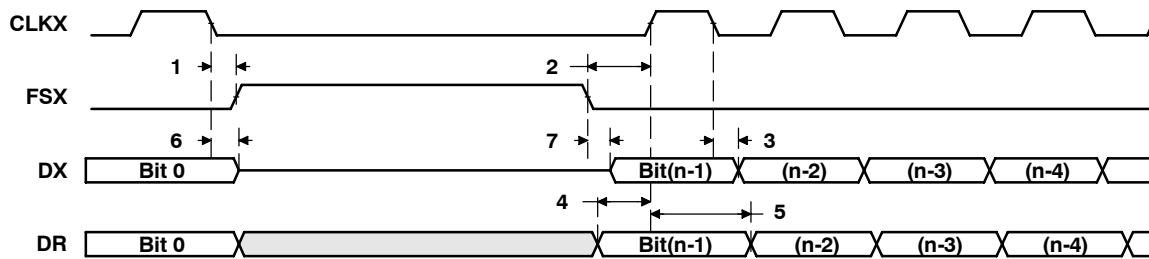 CLKX
1 2
FSX
6 7 3
DX Bit 0 Bit(n-1) (n-2) (n-3) (n-4)
4 5
DR Bit 0 Bit(n-1) (n-2) (n-3) (n-4)